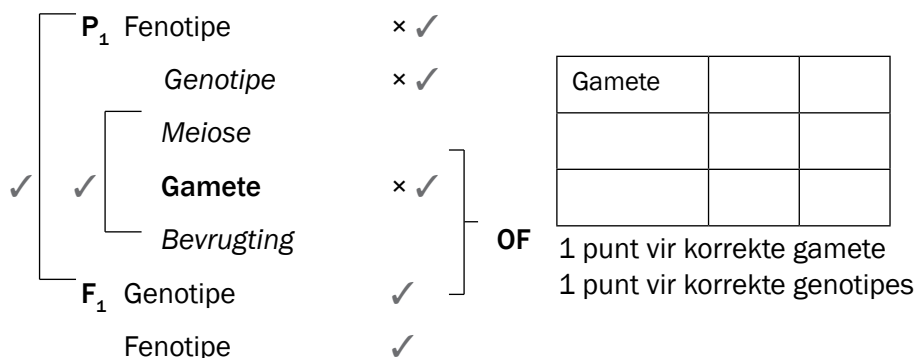 P1 Fenotipe × ✓
Genotipe × ✓
Meiose
✓ ✓ Gamete × ✓
Bevrugting
F1 Genotipe ✓
Fenotipe ✓
OF
Gamete
1 punt vir korrekte gamete
1 punt vir korrekte genotipes